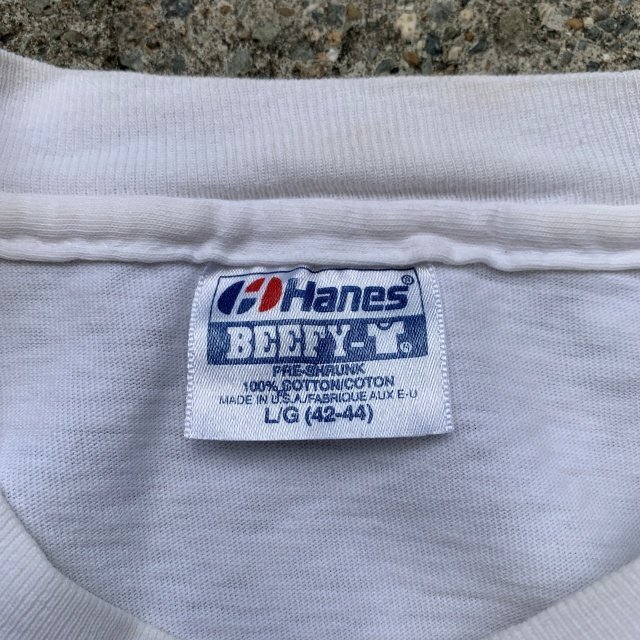 Hanes®
BEEFY-T®
PRE-SHRUNK
100% COTTON/COTON
MADE IN U.S.A./FABRIQUE AUX E-U
L/G (42-44)